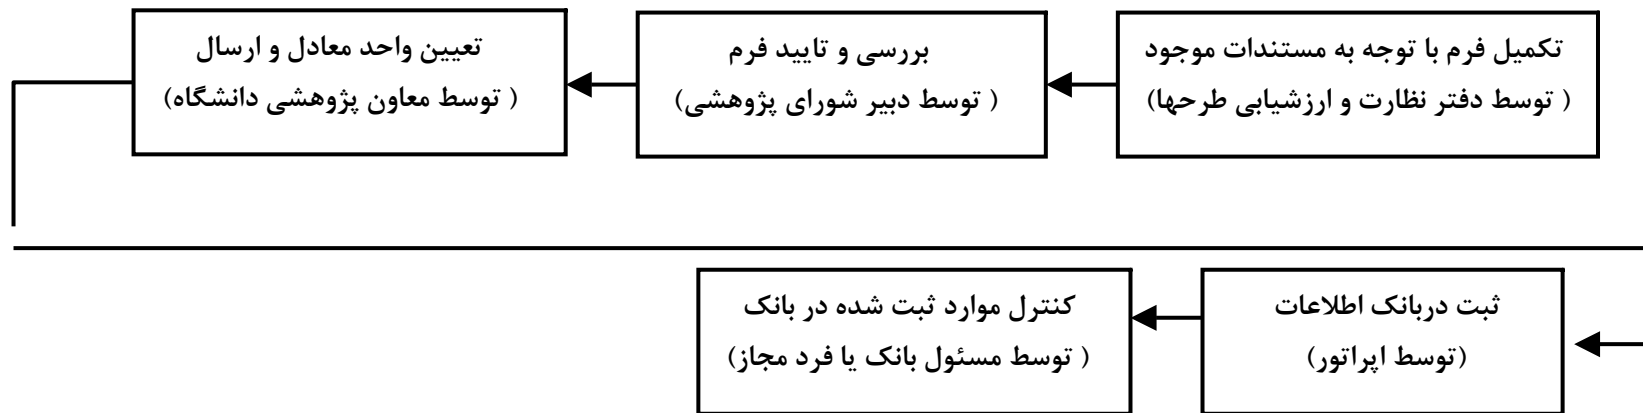 تکمیل فرم با توجه به مستندات موجود
( توسط دفتر نظارت و ارزشیابی طرحها)
بررسی و تایید فرم
( توسط دبیر شورای پژوهشی)
تعیین واحد معادل و ارسال
( توسط معاون پژوهشی دانشگاه)
ثبت دربانک اطلاعات
(توسط اپراتور)
کنترل موارد ثبت شده در بانک
( توسط مسئول بانک یا فرد مجاز)